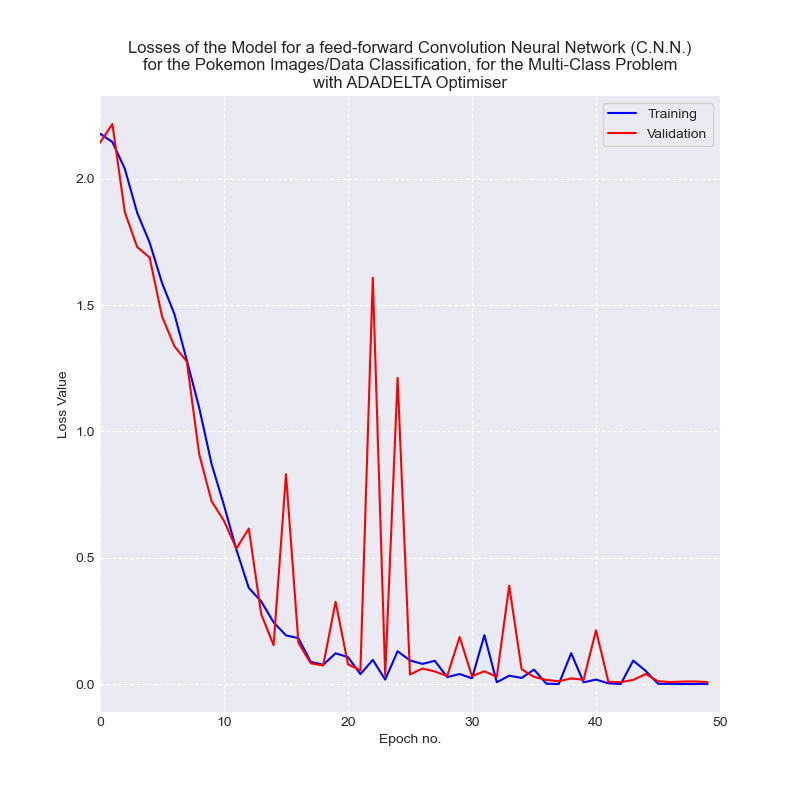 Losses of the Model for a feed-forward Convolution Neural Network (C.N.N.)
for the Pokemon Images/Data Classification, for the Multi-Class Problem
with ADADELTA Optimiser
Training
Validation
2.0
1.5
1.0
0.5
0.0
Loss Value
0 10 20 30 40 50
Epoch no.